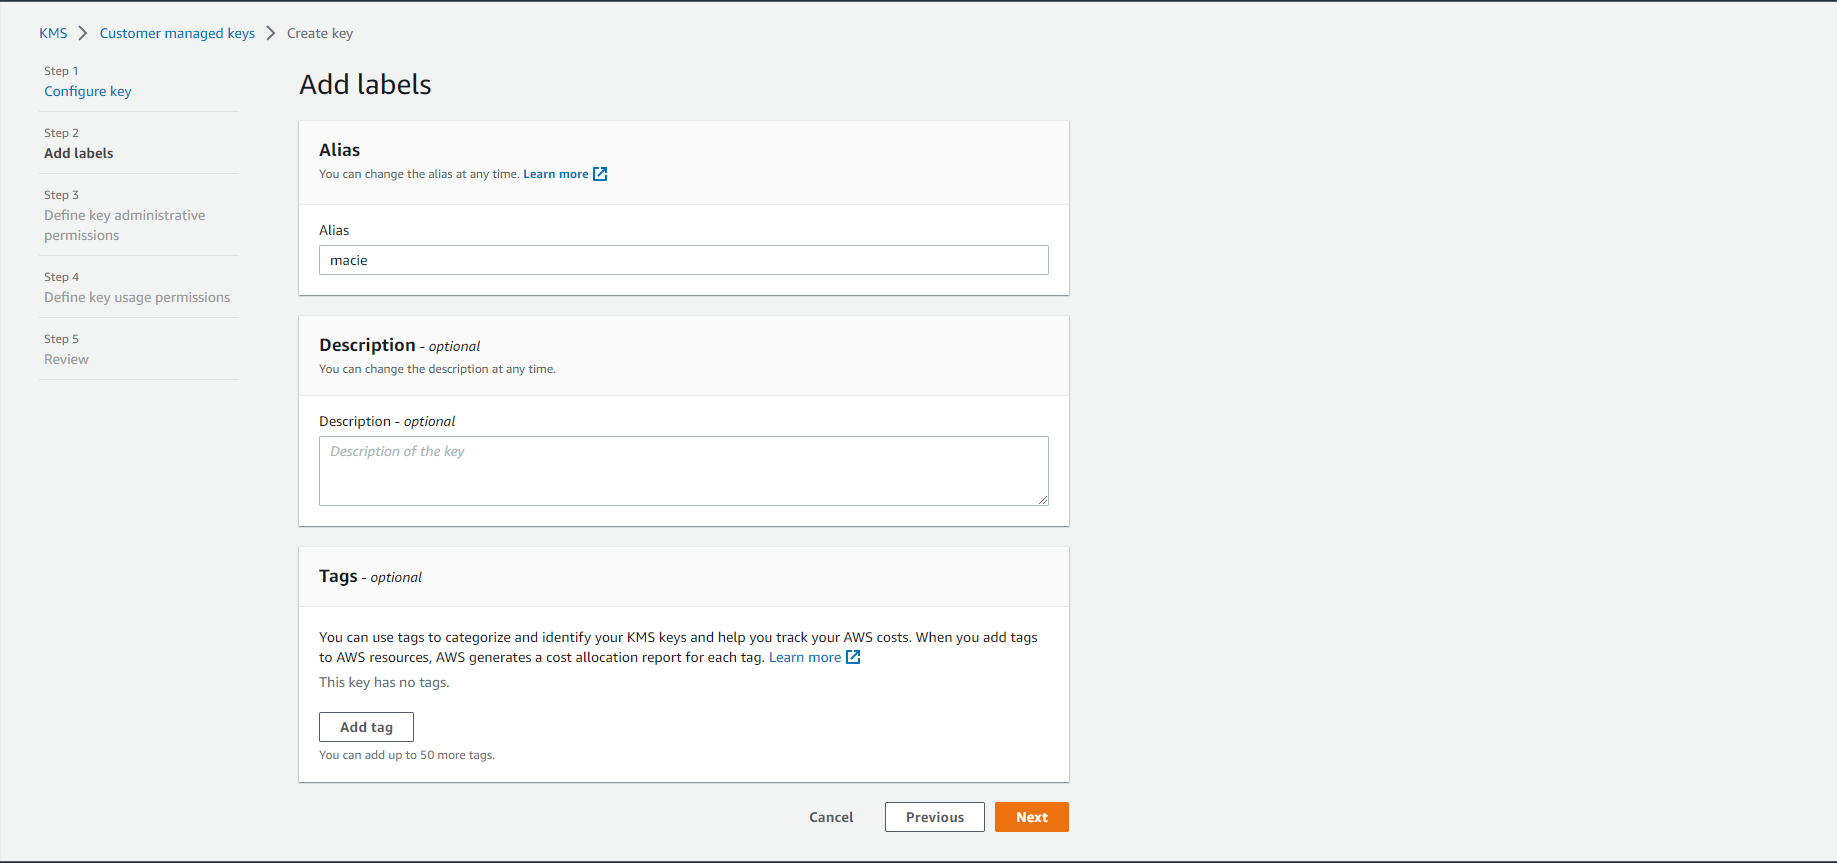 KMS > Customer managed keys > Create key
Step 1
Configure key
Step 2
Add labels
Step 3
Define key administrative
permissions
Step 4
Define key usage permissions
Step 5
Review
Add labels
Alias
You can change the alias at any time. Learn more
Alias
macie
Description - optional
You can change the description at any time.
Description - optional
Description of the key
Tags - optional
You can use tags to categorize and identify your KMS keys and help you track your AWS costs. When you add tags
to AWS resources, AWS generates a cost allocation report for each tag. Learn more
This key has no tags.
Add tag
You can add up to 50 more tags.
Cancel Previous Next